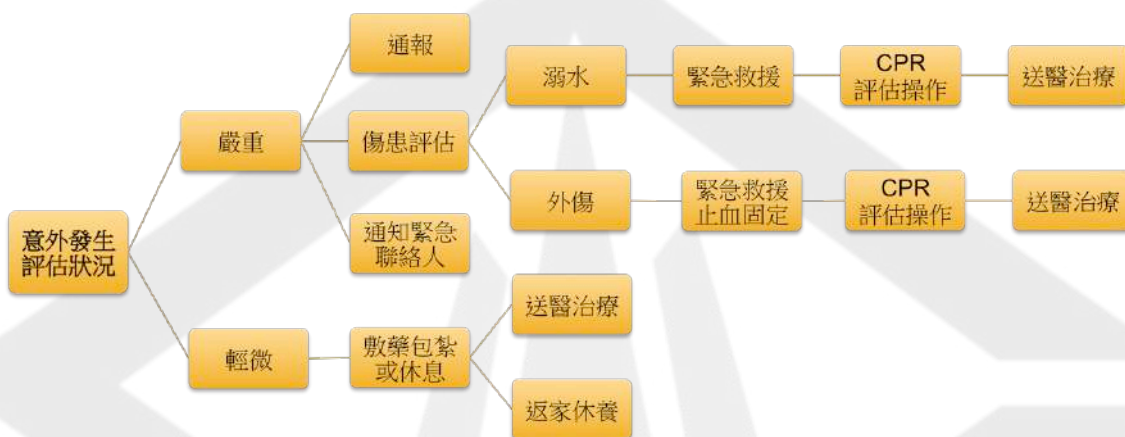 意外發生
評估狀況
嚴重
通報
傷患評估
溺水
緊急救援
CPR
評估操作
送醫治療
外傷
緊急救援
止血固定
CPR
評估操作
送醫治療
通知緊急
聯絡人
輕微
敷藥包紮
或休息
送醫治療
返家休養